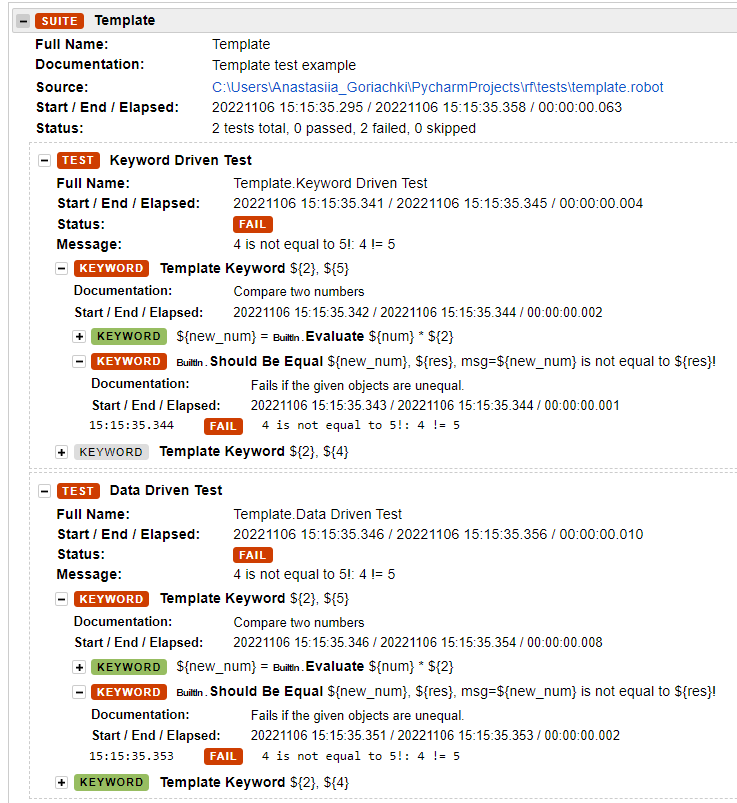 SUITE Template
Full Name: Template
Documentation: Template test example
Source: C:\Users\Anastasiia_Goriachki\PycharmProjects\rf\tests\template.robot
Start / End / Elapsed: 20221106 15:15:35.295 / 20221106 15:15:35.358 / 00:00:00.063
Status: 2 tests total, 0 passed, 2 failed, 0 skipped
TEST Keyword Driven Test
Full Name: Template.Keyword Driven Test
Start / End / Elapsed: 20221106 15:15:35.341 / 20221106 15:15:35.345 / 00:00:00.004
Status: FAIL
Message: 4 is not equal to 5!: 4 != 5
KEYWORD Template Keyword ${2}, ${5}
Documentation: Compare two numbers
Start / End / Elapsed: 20221106 15:15:35.342 / 20221106 15:15:35.344 / 00:00:00.002
KEYWORD ${new_num} = BuiltIn.Evaluate ${num} * ${2}
KEYWORD BuiltIn.Should Be Equal ${new_num}, ${res}, msg=${new_num} is not equal to ${res}!
Documentation: Fails if the given objects are unequal.
Start / End / Elapsed: 20221106 15:15:35.343 / 20221106 15:15:35.344 / 00:00:00.001
15:15:35.344 FAIL 4 is not equal to 5!: 4 != 5
KEYWORD Template Keyword ${2}, ${4}
TEST Data Driven Test
Full Name: Template.Data Driven Test
Start / End / Elapsed: 20221106 15:15:35.346 / 20221106 15:15:35.356 / 00:00:00.010
Status: FAIL
Message: 4 is not equal to 5!: 4 != 5
KEYWORD Template Keyword ${2}, ${5}
Documentation: Compare two numbers
Start / End / Elapsed: 20221106 15:15:35.346 / 20221106 15:15:35.354 / 00:00:00.008
KEYWORD ${new_num} = BuiltIn.Evaluate ${num} * ${2}
KEYWORD BuiltIn.Should Be Equal ${new_num}, ${res}, msg=${new_num} is not equal to ${res}!
Documentation: Fails if the given objects are unequal.
Start / End / Elapsed: 20221106 15:15:35.351 / 20221106 15:15:35.353 / 00:00:00.002
15:15:35.353 FAIL 4 is not equal to 5!: 4 != 5
KEYWORD Template Keyword ${2}, ${4}